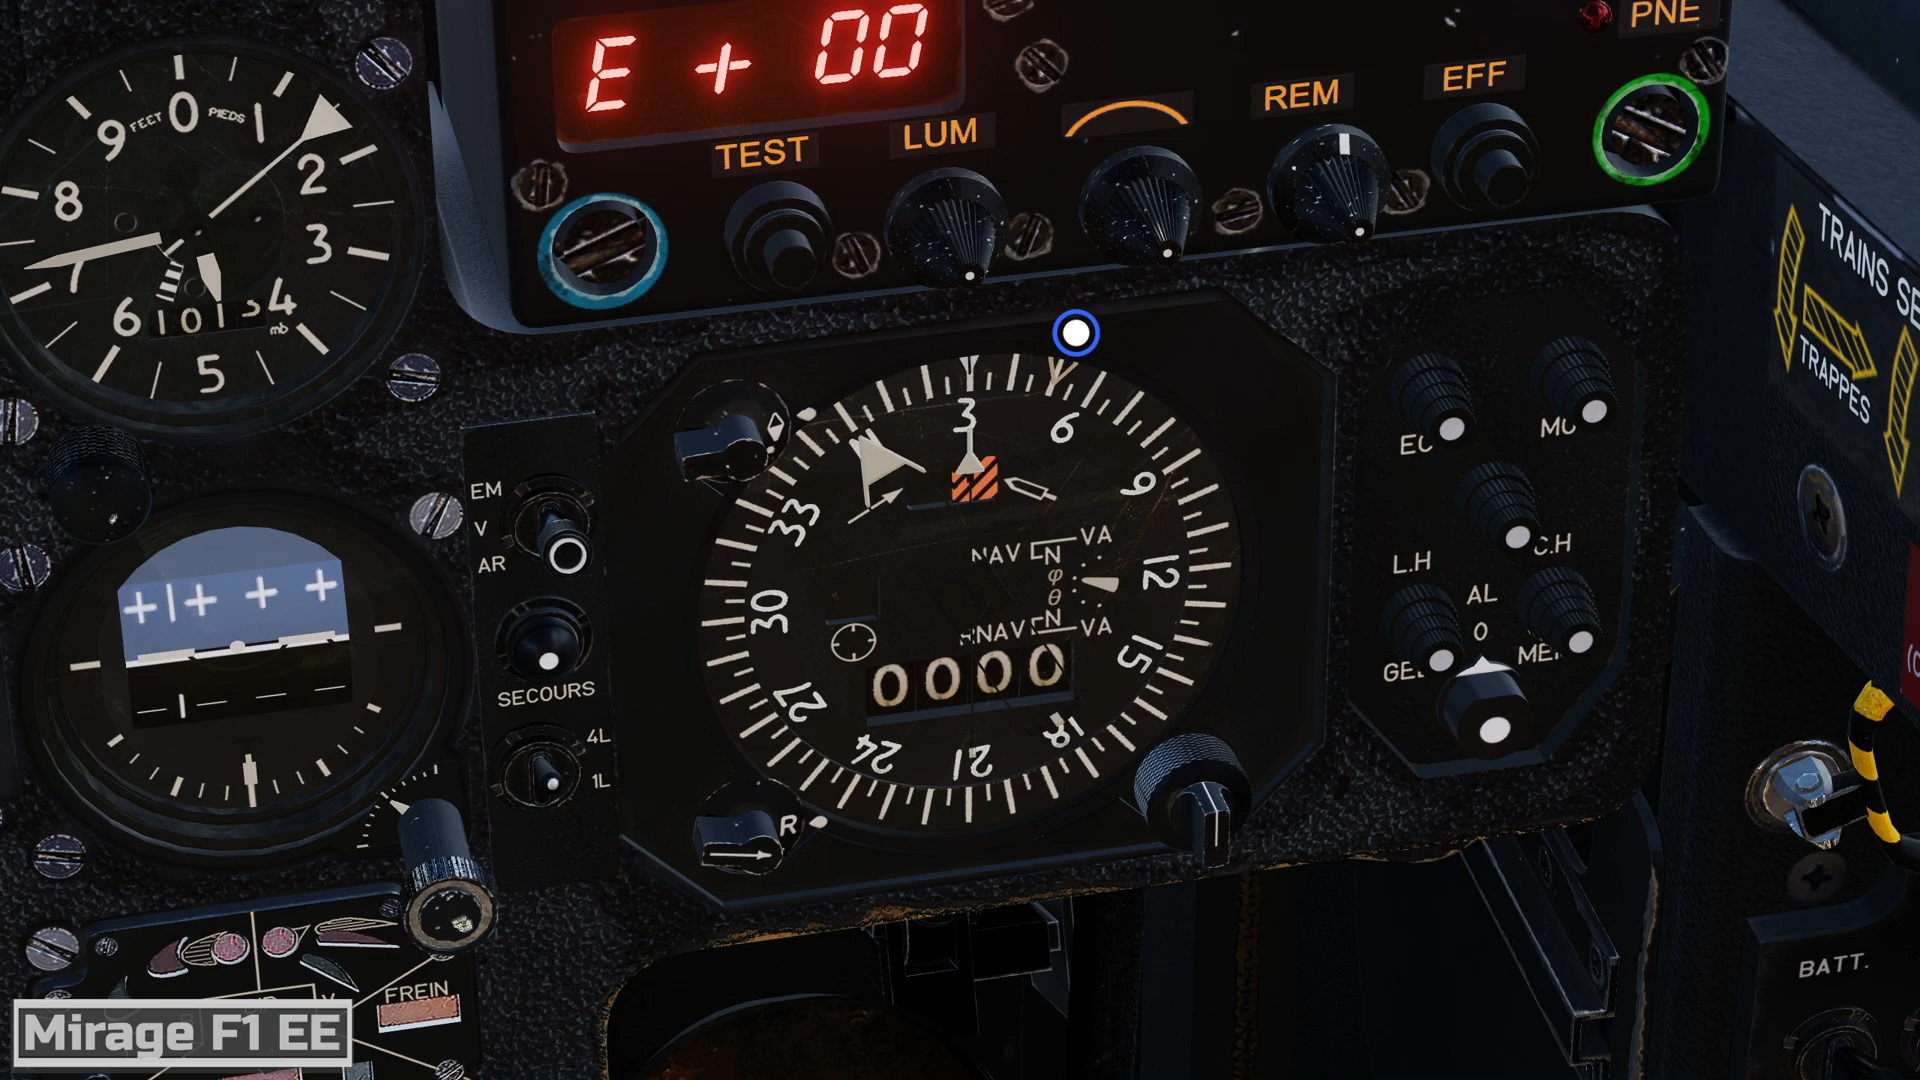 E + 00
PNE
TEST
LUM
REM
EFF
0
FEET
PIEDS
1
2
3
4
5
6
7
8
9
mb
TRAINS
TRAPPES
EM
V
AR
SECOURS
4L
1L
3
6
9
12
15
18
21
24
27
30
33
NAV
N
VA
φ
θ
NAV
N
VA
0000
R
L.H
C.H
AL
0
FREIN
BATT.
Mirage F1 EE